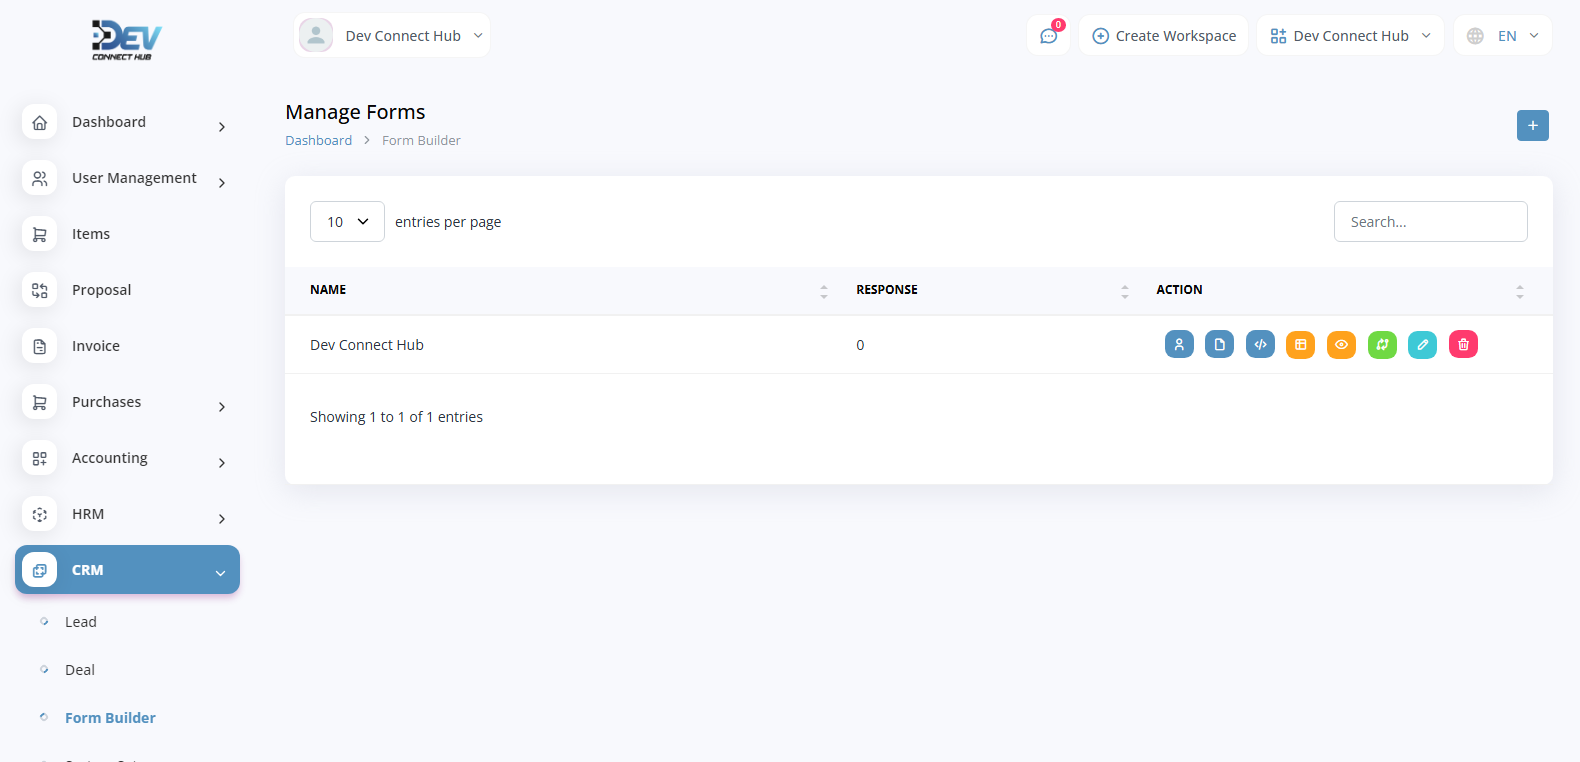 DEV
CONNECT HUB
Dev Connect Hub
0
Create Workspace
Dev Connect Hub
EN
Dashboard
User Management
Items
Proposal
Invoice
Purchases
Accounting
HRM
CRM
Lead
Deal
Form Builder
Manage Forms
Dashboard > Form Builder
+
10 entries per page
Search...
NAME RESPONSE ACTION
Dev Connect Hub 0
Showing 1 to 1 of 1 entries